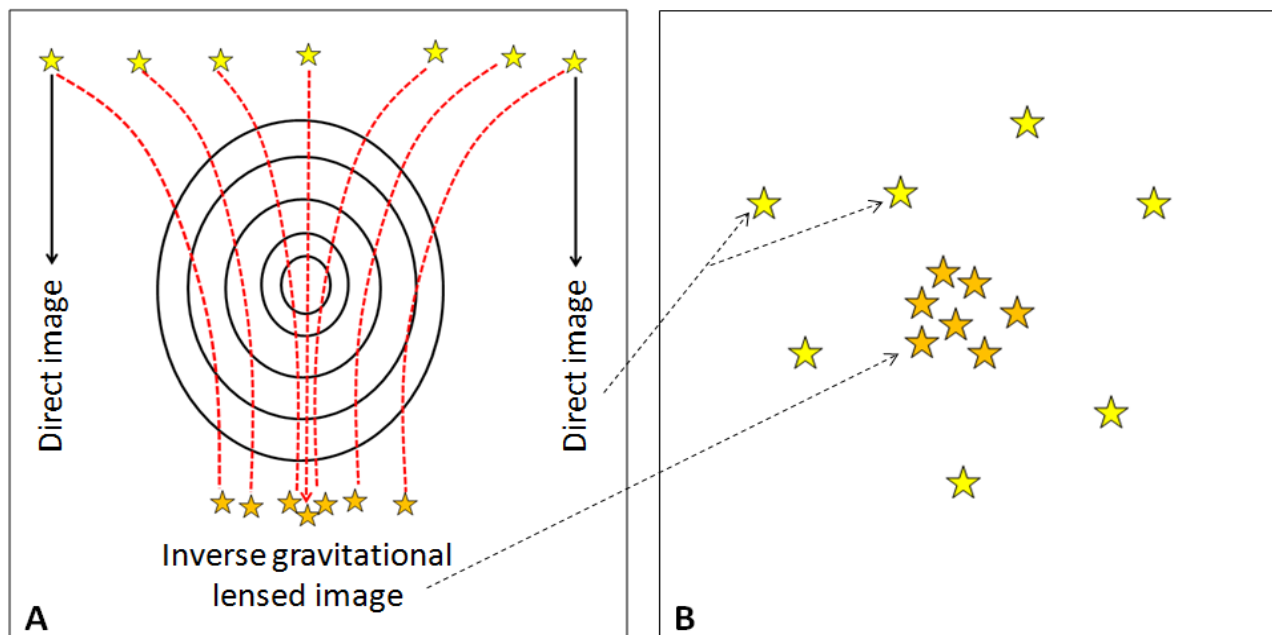 Direct image
Direct image
Inverse gravitational
lensed image
A
B